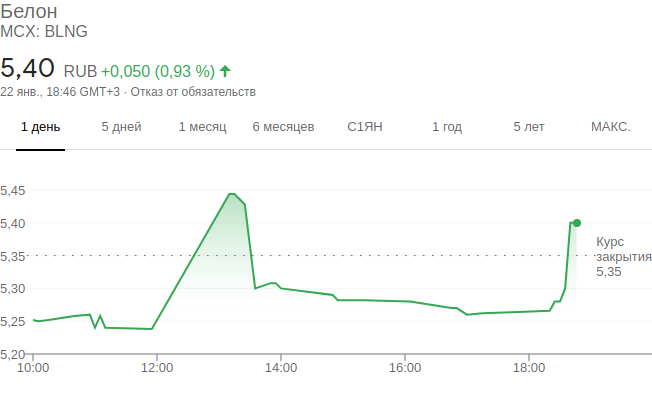 Белон
MCX: BLNG
5,40 RUB +0,050 (0,93 %)
22 янв., 18:46 GMT+3 · Отказ от обязательств
1 день 5 дней 1 месяц 6 месяцев С1ЯН 1 год 5 лет МАКС.
5,45
5,40
5,35
5,30
5,25
5,20
Курс
закрытия
5,35
10:00 12:00 14:00 16:00 18:00